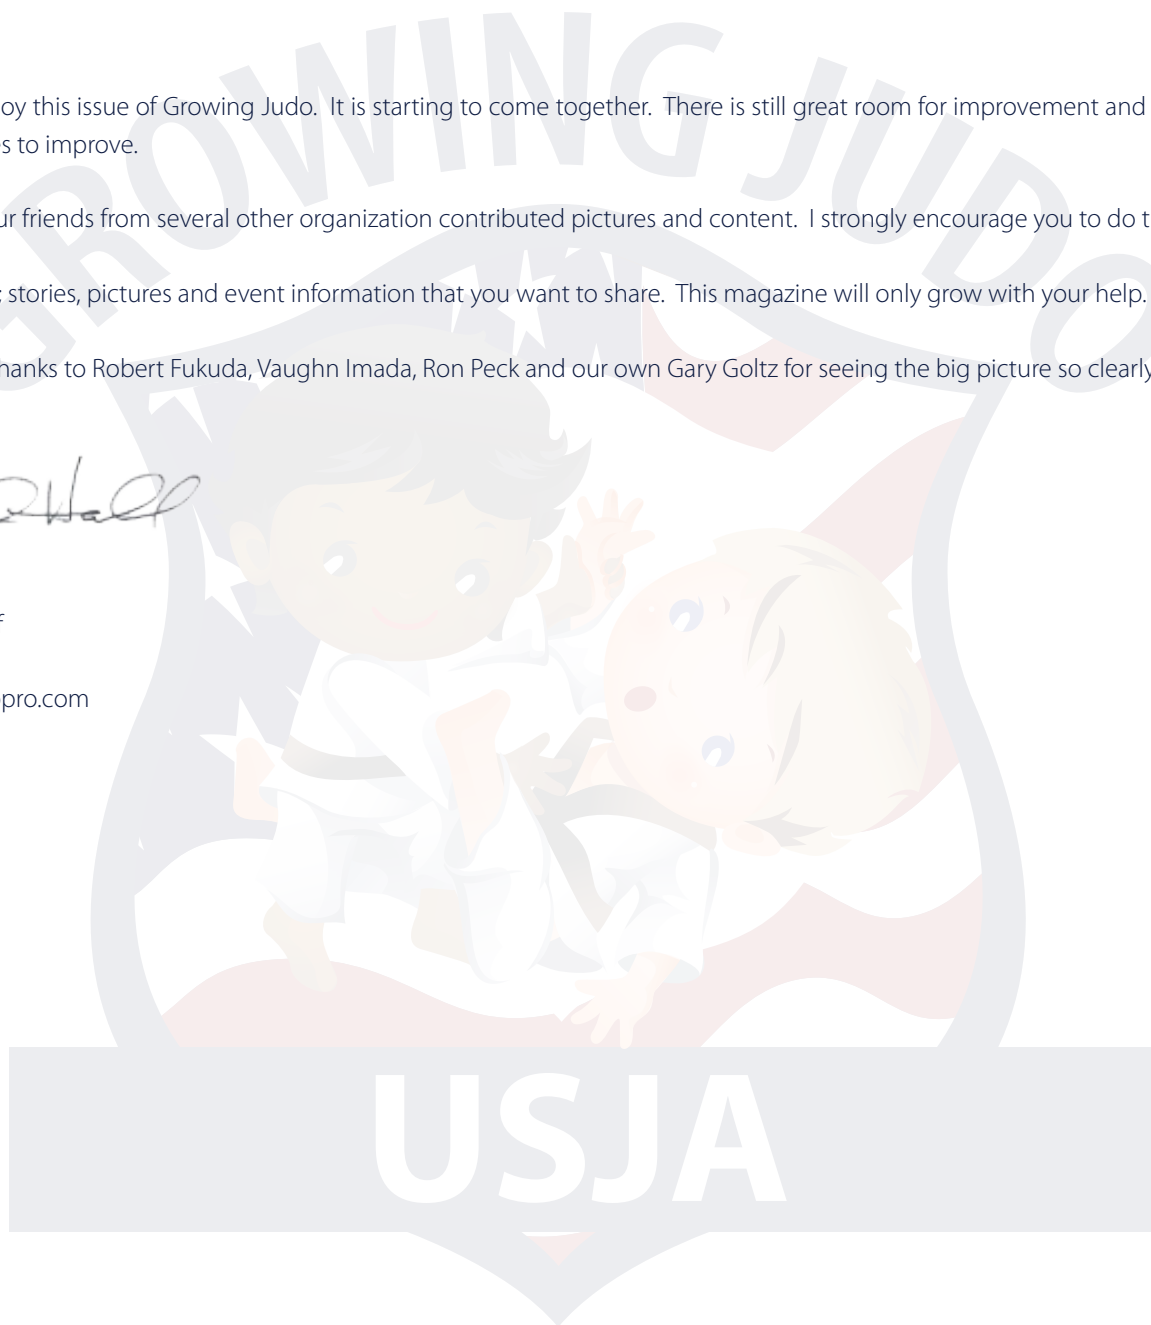 GROWING JUDO
oy this issue of Growing Judo.  It is starting to come together.  There is still great room for improvement and
s to improve.
ur friends from several other organization contributed pictures and content.  I strongly encourage you to do t
; stories, pictures and event information that you want to share.  This magazine will only grow with your help.
hanks to Robert Fukuda, Vaughn Imada, Ron Peck and our own Gary Goltz for seeing the big picture so clearly
Hall
f
pro.com
USJA